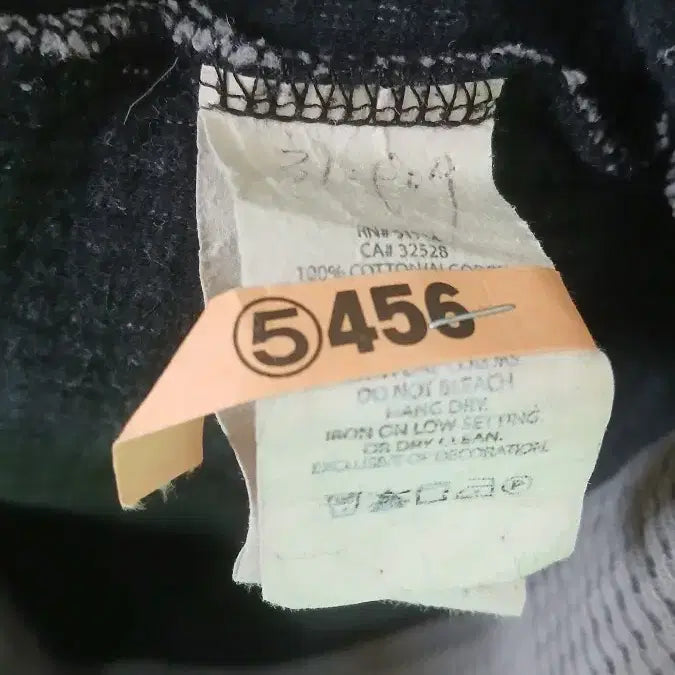 CA# 32528
100% COTTON/ALGODON
⑤456
DO NOT BLEACH
HANG DRY.
IRON ON LOW SETTING.
OR DRY CLEAN.
EXCLUSIVE OF DECORATION.